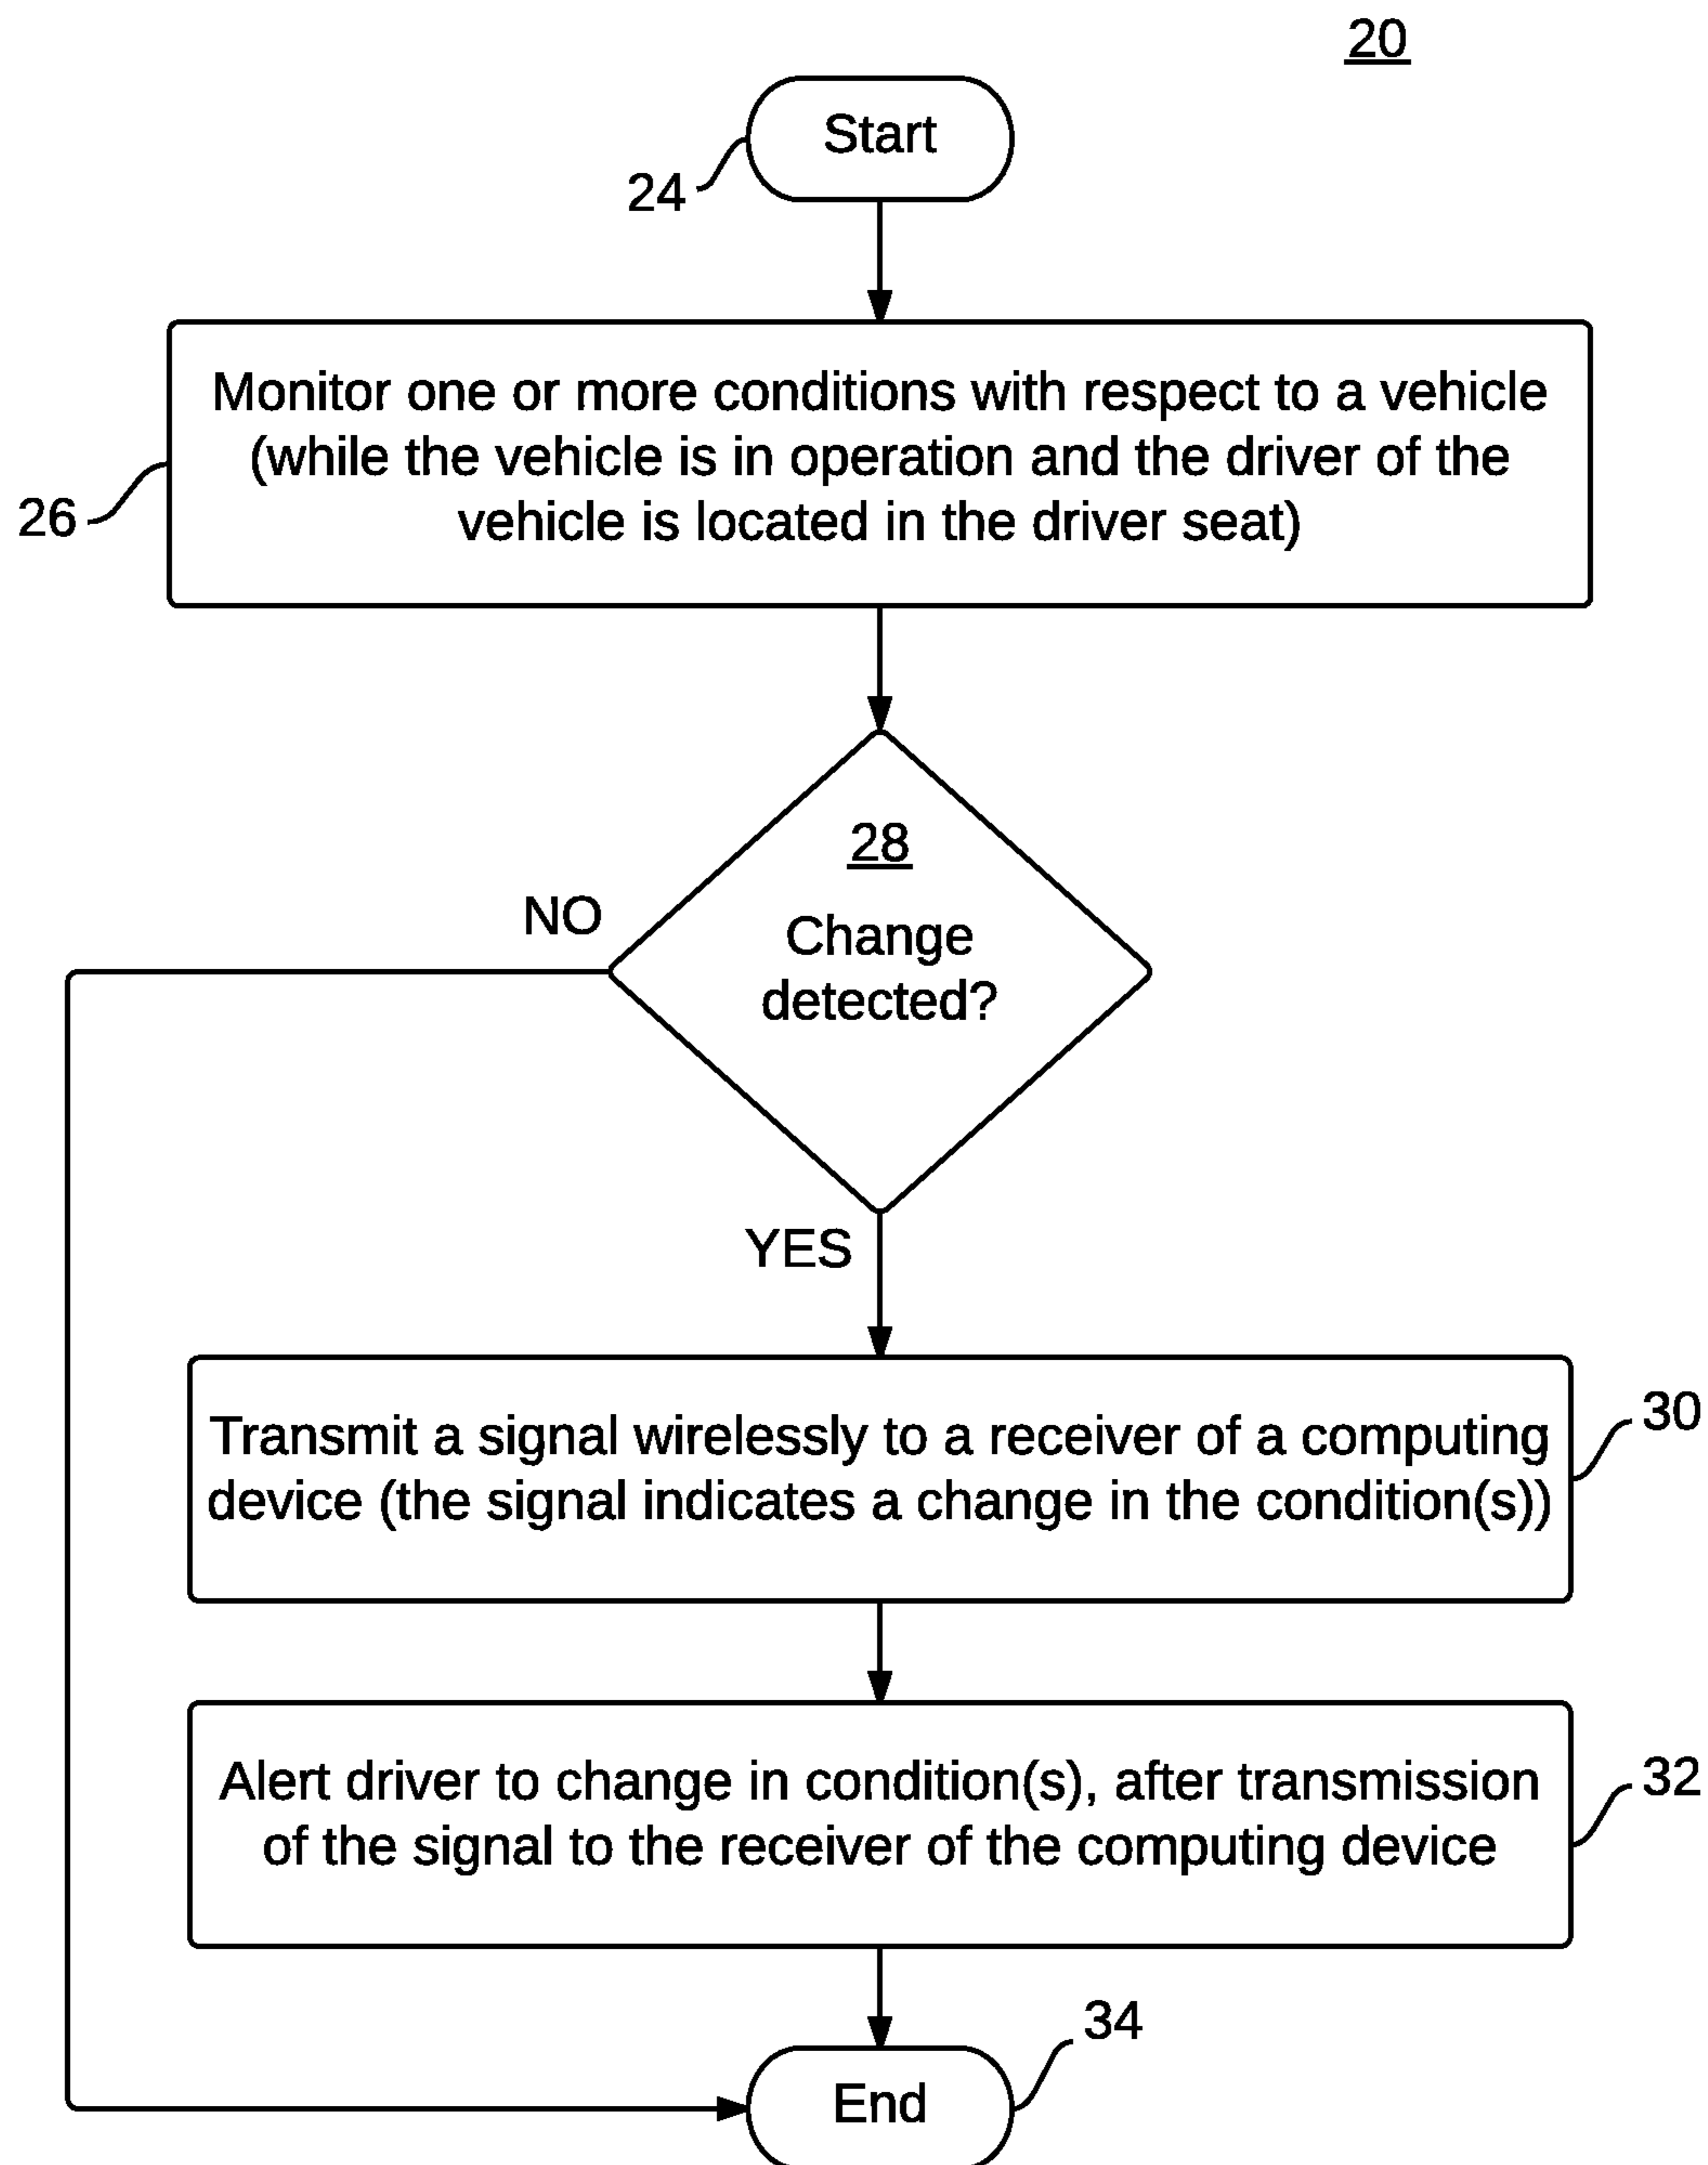 20
Start
24
Monitor one or more conditions with respect to a vehicle
(while the vehicle is in operation and the driver of the
vehicle is located in the driver seat)
26
28
Change
detected?
NO
YES
Transmit a signal wirelessly to a receiver of a computing
device (the signal indicates a change in the condition(s))
30
Alert driver to change in condition(s), after transmission
of the signal to the receiver of the computing device
32
34
End